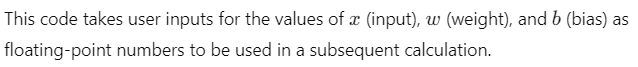 This code takes user inputs for the values of x (input), w (weight), and b (bias) as
floating-point numbers to be used in a subsequent calculation.